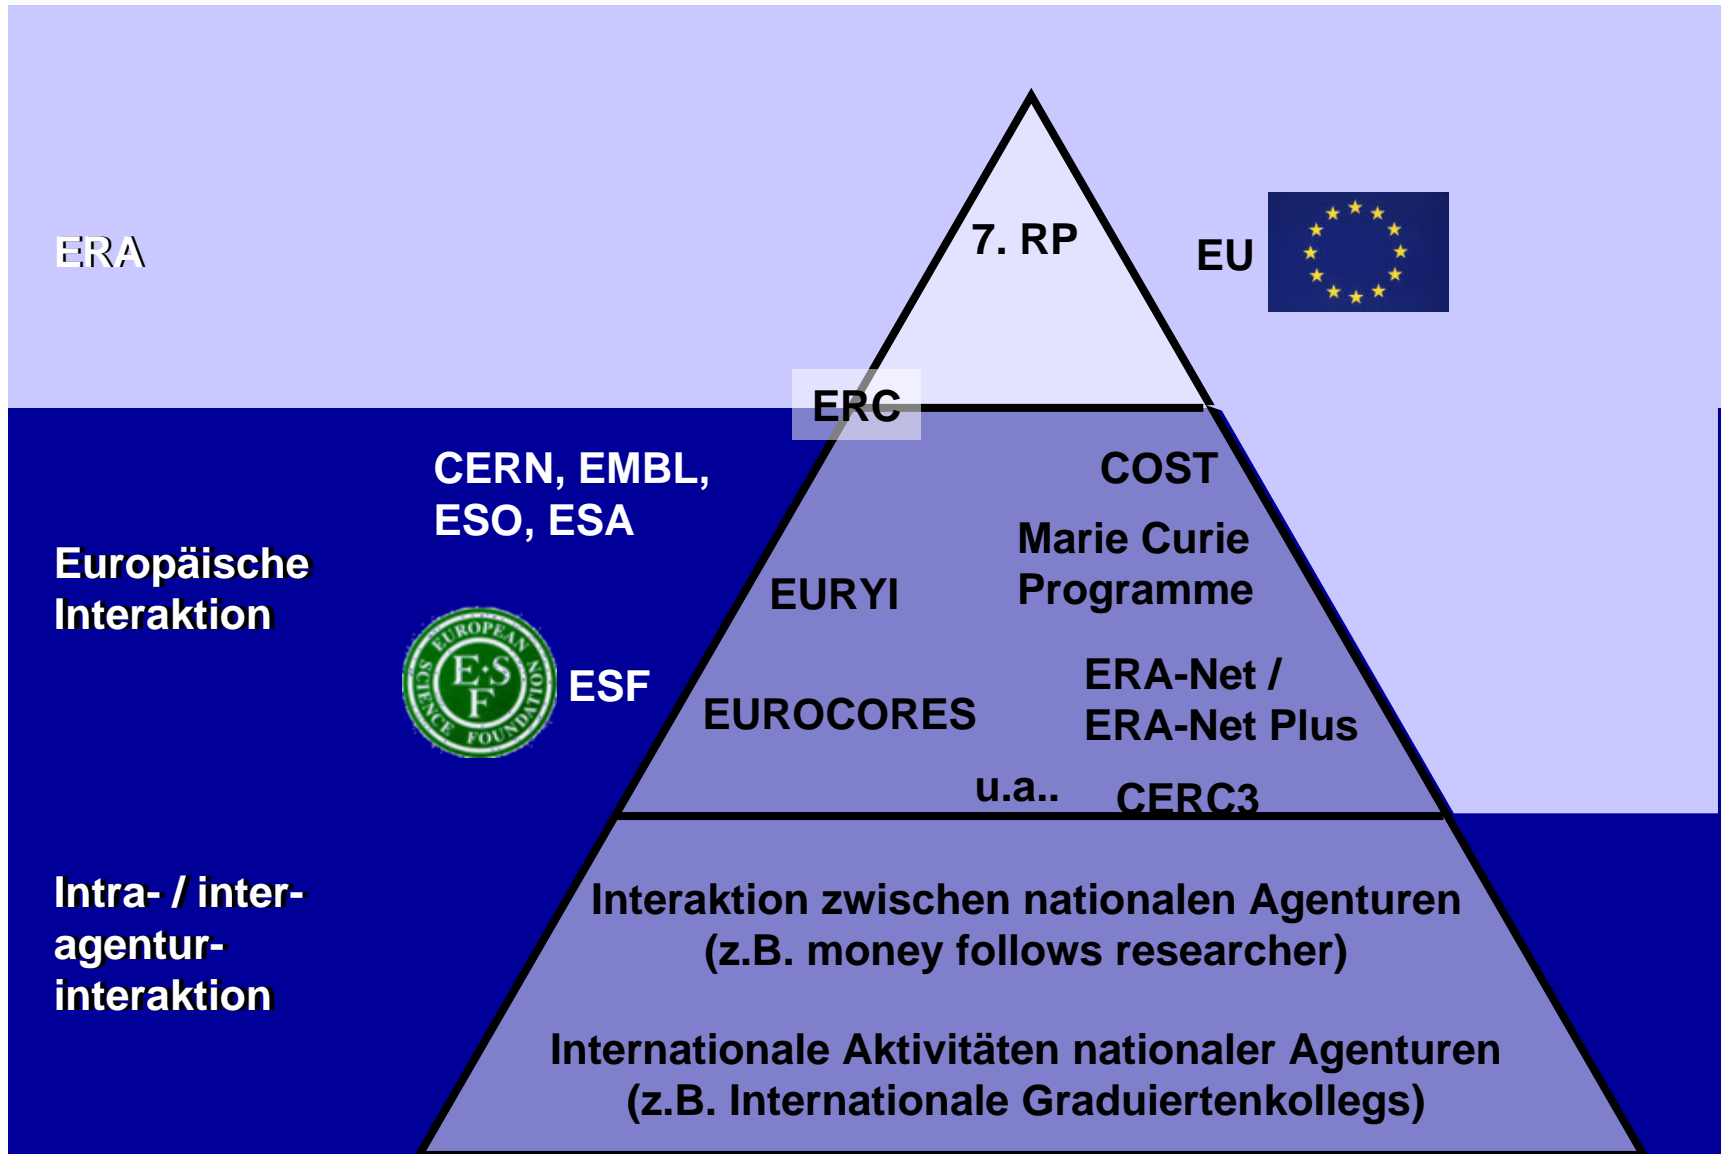 7. RP
ERA
EU
ERC
CERN, EMBL,
ESO, ESA
COST
Marie Curie
Programme
Europäische
Interaktion
EURYI
EUROPEAN
SCIENCE
FOUNDATION
E·S
F
ESF
ERA-Net /
ERA-Net Plus
EUROCORES
u.a..
CERC3
Intra- / inter-
agentur-
interaktion
Interaktion zwischen nationalen Agenturen
(z.B. money follows researcher)
Internationale Aktivitäten nationaler Agenturen
(z.B. Internationale Graduiertenkollegs)